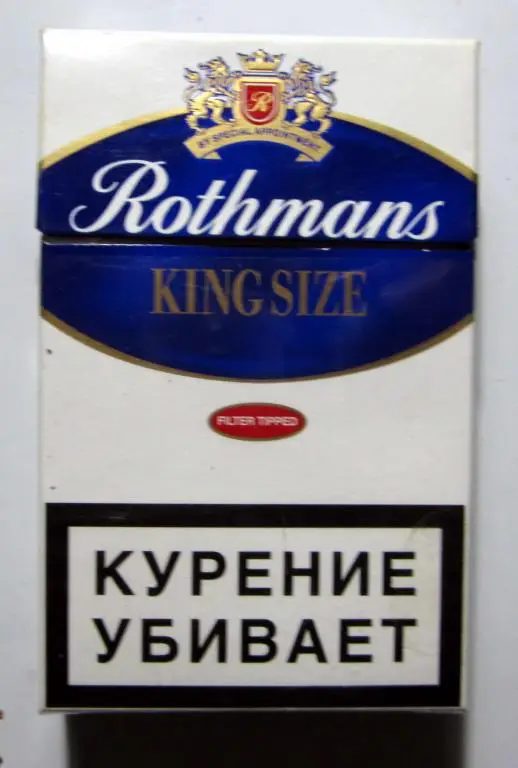 R
BY SPECIAL APPOINTMENT
Rothmans
KING SIZE
FILTER TIPPED
КУРЕНИЕ
УБИВАЕТ